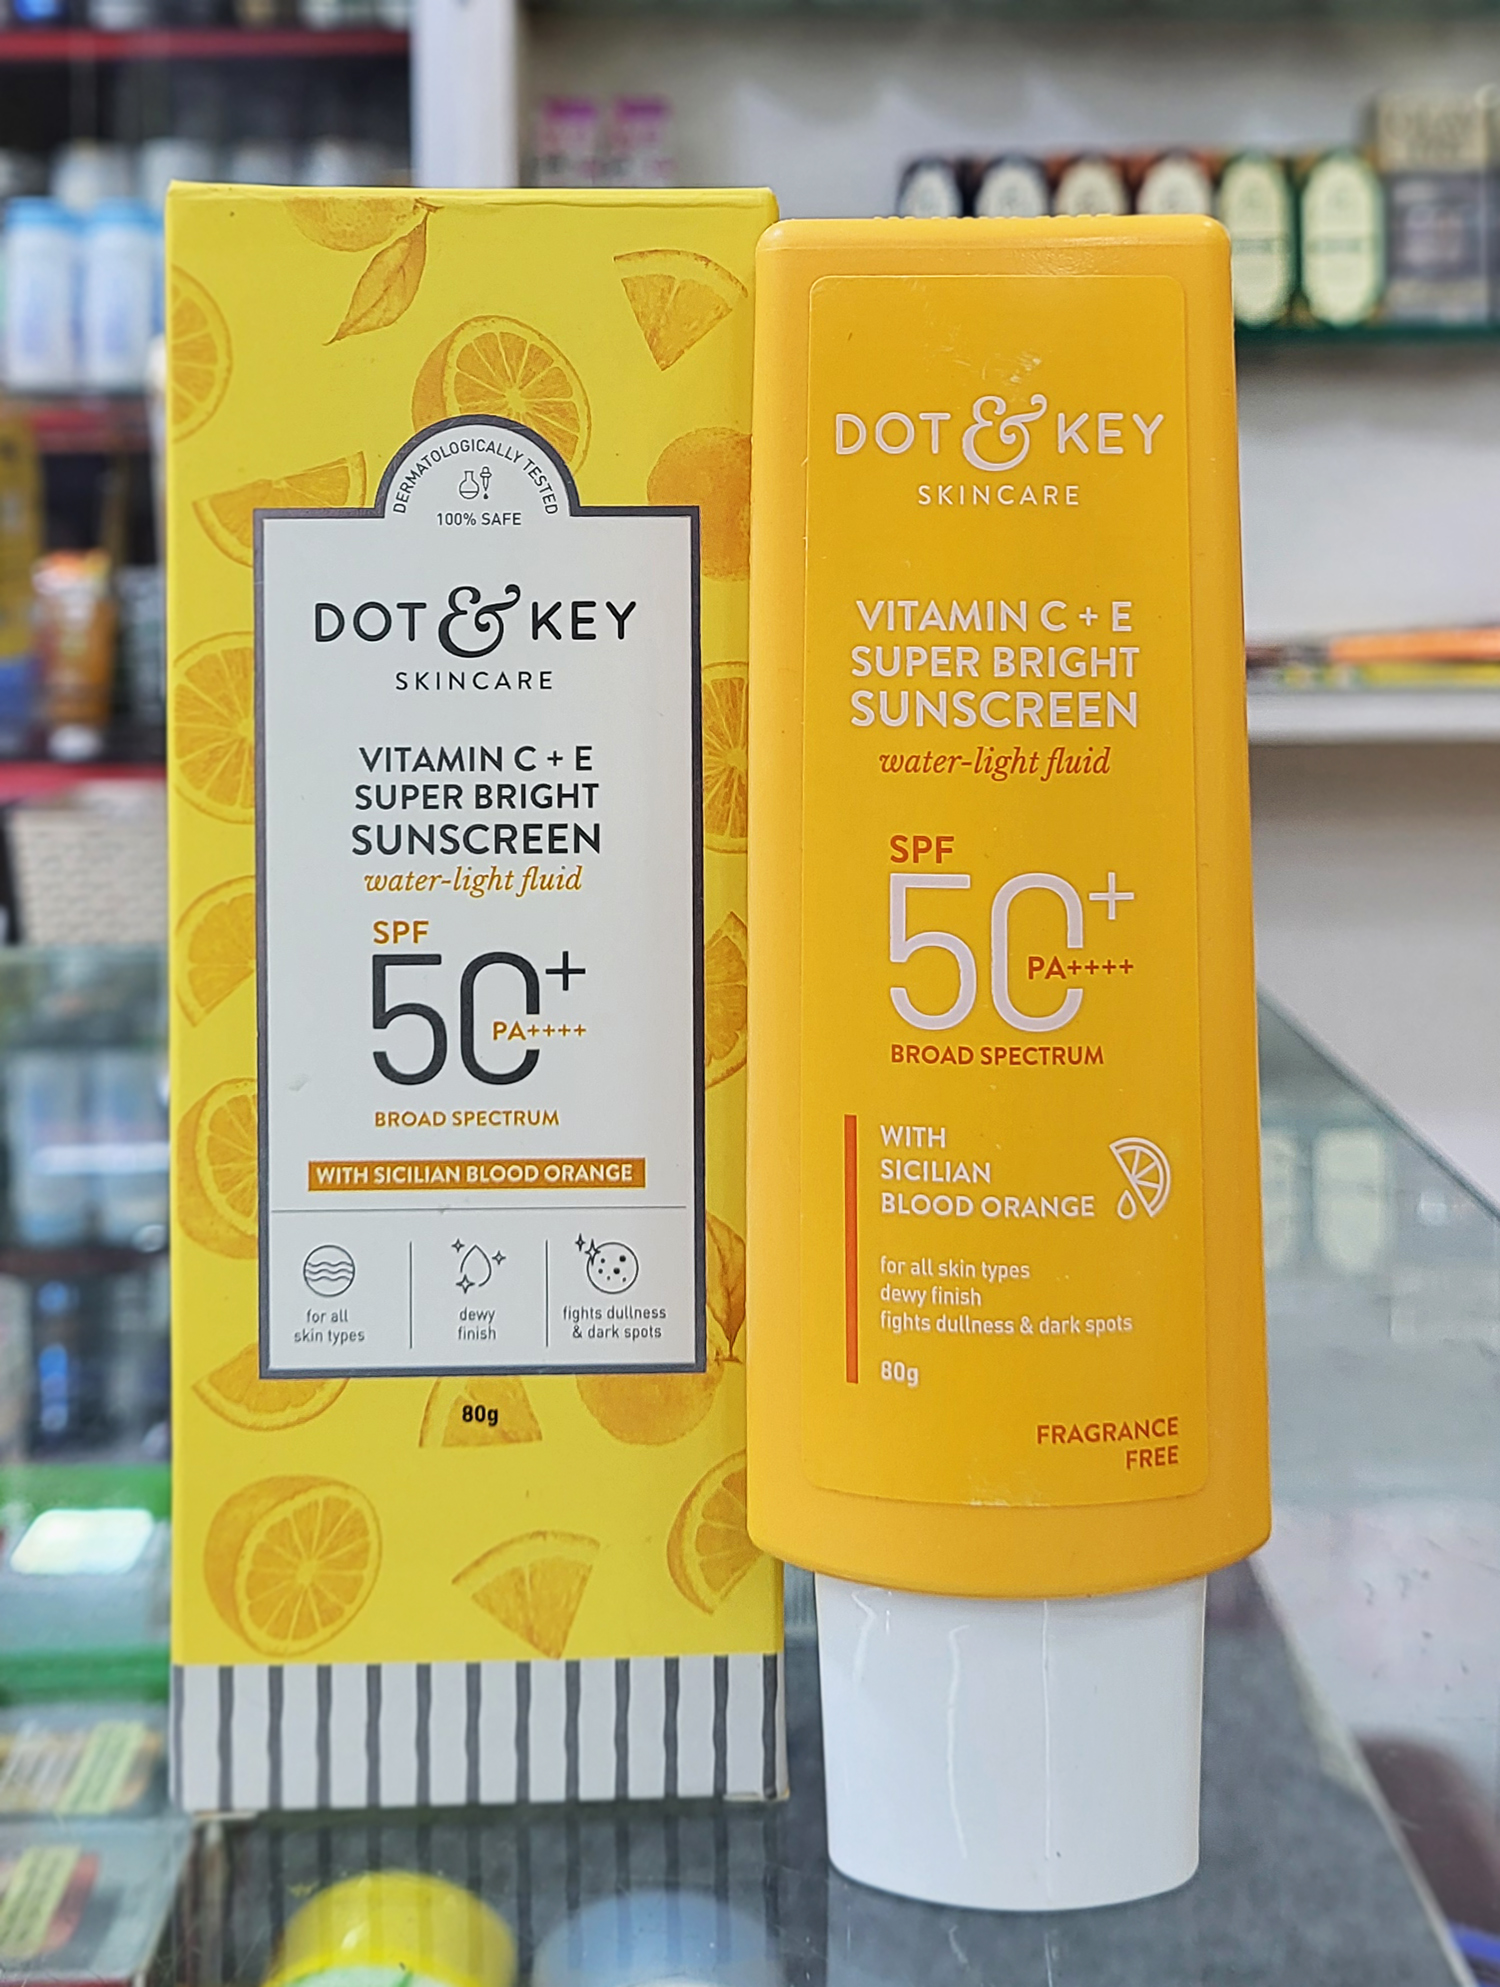 DERMATOLOGICALLY TESTED
100% SAFE
DOT & KEY
SKINCARE
VITAMIN C + E
SUPER BRIGHT
SUNSCREEN
water-light fluid
SPF
50+
PA++++
BROAD SPECTRUM
WITH SICILIAN BLOOD ORANGE
for all
skin types
dewy
finish
fights dullness
& dark spots
80g
DOT & KEY
SKINCARE
VITAMIN C + E
SUPER BRIGHT
SUNSCREEN
water-light fluid
SPF
50+
PA++++
BROAD SPECTRUM
WITH
SICILIAN
BLOOD ORANGE
for all skin types
dewy finish
fights dullness & dark spots
80g
FRAGRANCE
FREE